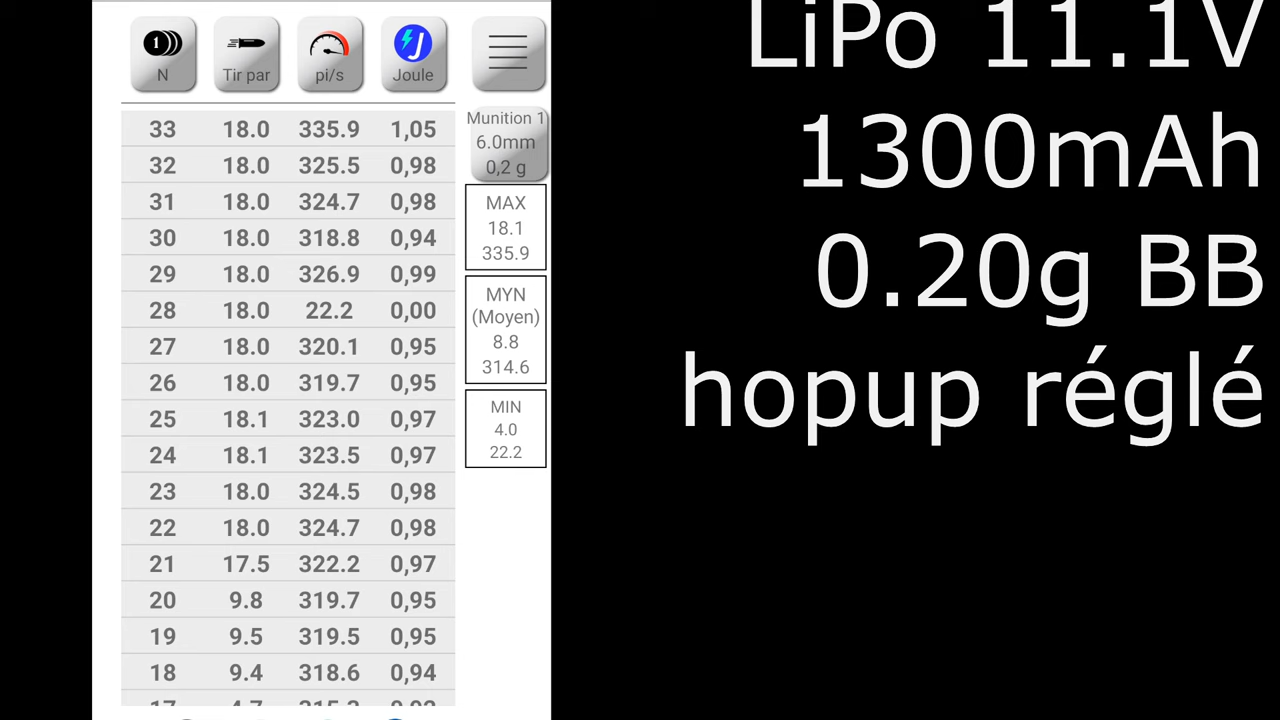 1
N
Tir par
pi/s
J
Joule
33 18.0 335.9 1,05
32 18.0 325.5 0,98
31 18.0 324.7 0,98
30 18.0 318.8 0,94
29 18.0 326.9 0,99
28 18.0 22.2 0,00
27 18.0 320.1 0,95
26 18.0 319.7 0,95
25 18.1 323.0 0,97
24 18.1 323.5 0,97
23 18.0 324.5 0,98
22 18.0 324.7 0,98
21 17.5 322.2 0,97
20 9.8 319.7 0,95
19 9.5 319.5 0,95
18 9.4 318.6 0,94
Munition 1
6.0mm
0,2 g
MAX
18.1
335.9
MYN
(Moyen)
8.8
314.6
MIN
4.0
22.2
LiPo 11.1V
1300mAh
0.20g BB
hopup réglé